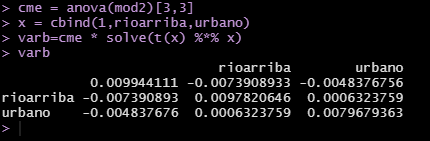 > cme = anova(mod2)[3,3]
> x = cbind(1,rioarriba,urbano)
> varb=cme * solve(t(x) %*% x)
> varb
rioarriba urbano
0.009944111 -0.0073908933 -0.0048376756
rioarriba -0.007390893 0.0097820646 0.0006323759
urbano -0.004837676 0.0006323759 0.0079679363
>